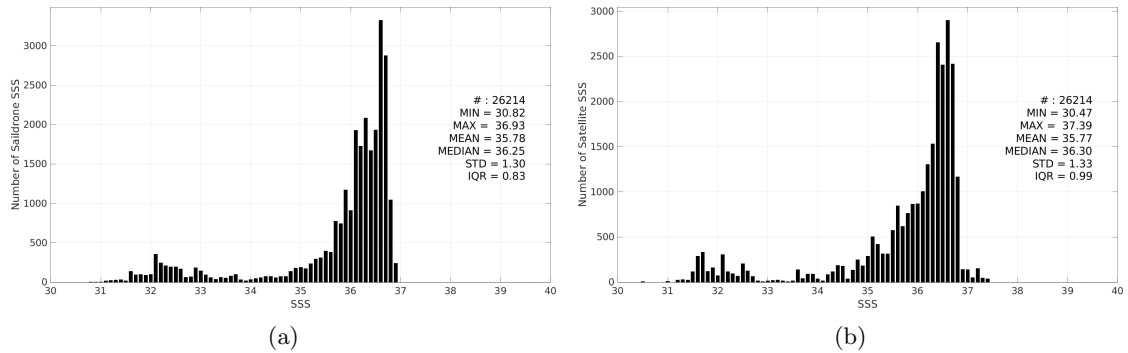 3000
2500
2000
1500
1000
500
0
Number of Saildrone SSS
# : 26214
MIN = 30.82
MAX = 36.93
MEAN = 35.78
MEDIAN = 36.25
STD = 1.30
IQR = 0.83
30 31 32 33 34 35 36 37 38 39 40
SSS
(a)
3000
2500
2000
1500
1000
500
0
Number of Satellite SSS
# : 26214
MIN = 30.47
MAX = 37.39
MEAN = 35.77
MEDIAN = 36.30
STD = 1.33
IQR = 0.99
30 31 32 33 34 35 36 37 38 39 40
SSS
(b)